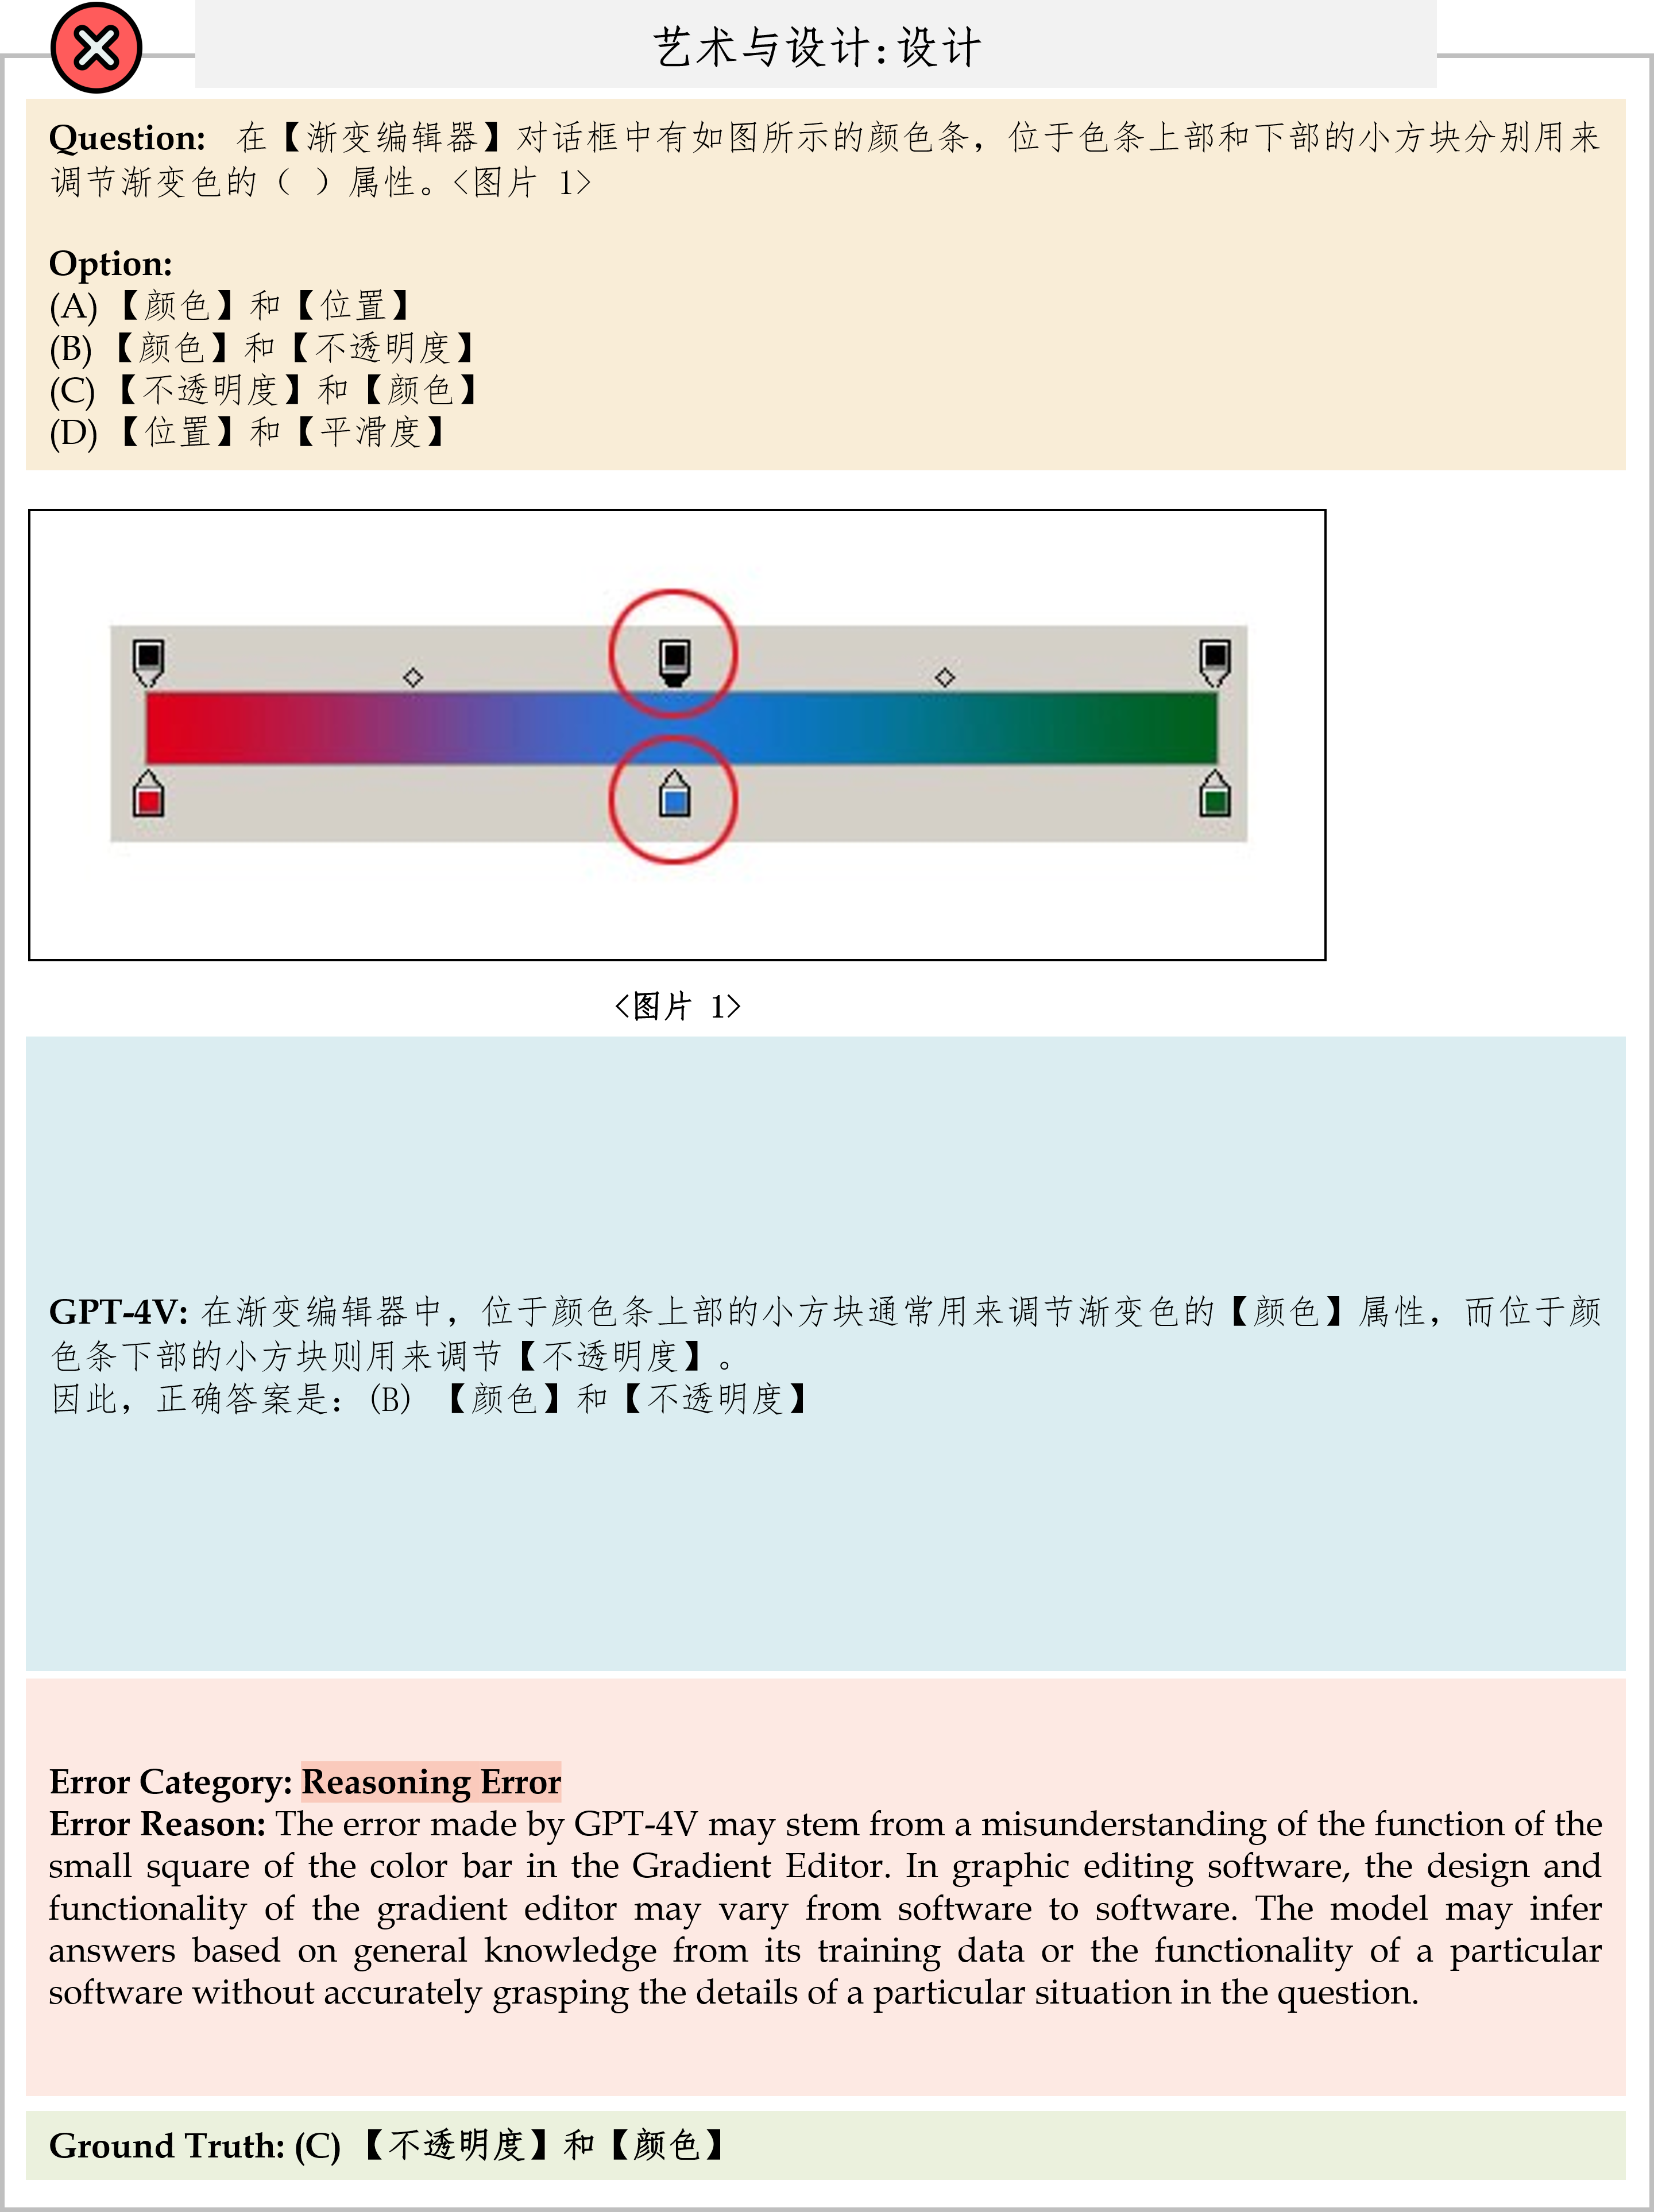 艺术与设计:设计
Question: 在【渐变编辑器】对话框中有如图所示的颜色条，位于色条上部和下部的小方块分别用来
调节渐变色的（ ）属性。<图片 1>
Option:
(A) 【颜色】和【位置】
(B) 【颜色】和【不透明度】
(C) 【不透明度】和【颜色】
(D) 【位置】和【平滑度】
<图片 1>
GPT-4V: 在渐变编辑器中，位于颜色条上部的小方块通常用来调节渐变色的【颜色】属性，而位于颜
色条下部的小方块则用来调节【不透明度】。
因此，正确答案是：(B) 【颜色】和【不透明度】
Error Category: Reasoning Error
Error Reason: The error made by GPT-4V may stem from a misunderstanding of the function of the
small square of the color bar in the Gradient Editor. In graphic editing software, the design and
functionality of the gradient editor may vary from software to software. The model may infer
answers based on general knowledge from its training data or the functionality of a particular
software without accurately grasping the details of a particular situation in the question.
Ground Truth: (C) 【不透明度】和【颜色】